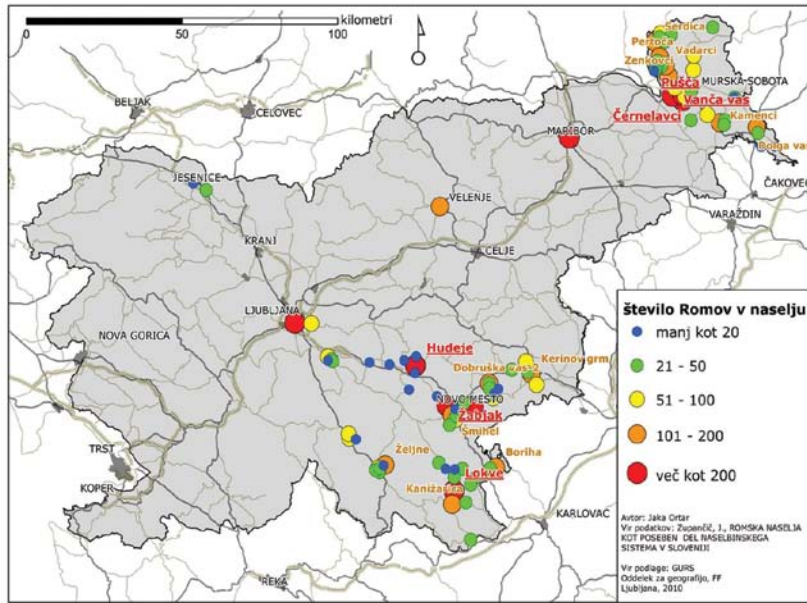 0 50 100 kilometri
Serdica
Pertoča
Vadarci
Ženkovci
Pušča
MURSKA SOBOTA
Vanča vas
BELJAK
CELOVEC
Černelavci
Kamenci
MARIBOR
Dolga vas
JESENICE
VELENJE
ČAKOVEC
VARAŽDIN
KRANJ
CELJE
LJUBLJANA
NOVA GORICA
Hudeje
Dobruška vas 2
Kerinov grm
NOVO MESTO
Žabjak
Šmihel
TRST
Željne
Boriha
Lokve
KOPER
Kanižarica
KARLOVAC
REKA
število Romov v naselju
manj kot 20
21 - 50
51 - 100
101 - 200
več kot 200
Avtor: Jaka Ortar
Vir podatkov: Zupančič, J., ROMSKA NASELJA
KOT POSEBEN DEL NASELBINSKEGA
SISTEMA V SLOVENIJI
Vir podlage: GURS
Oddelek za geografijo, FF
Ljubljana, 2010